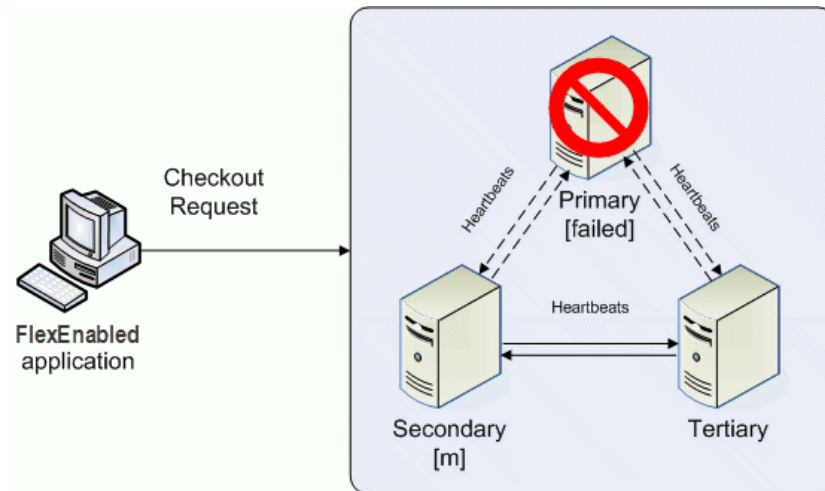 Checkout
Request
FlexEnabled
application
Primary
[failed]
Heartbeats
Heartbeats
Heartbeats
Secondary
[m]
Tertiary